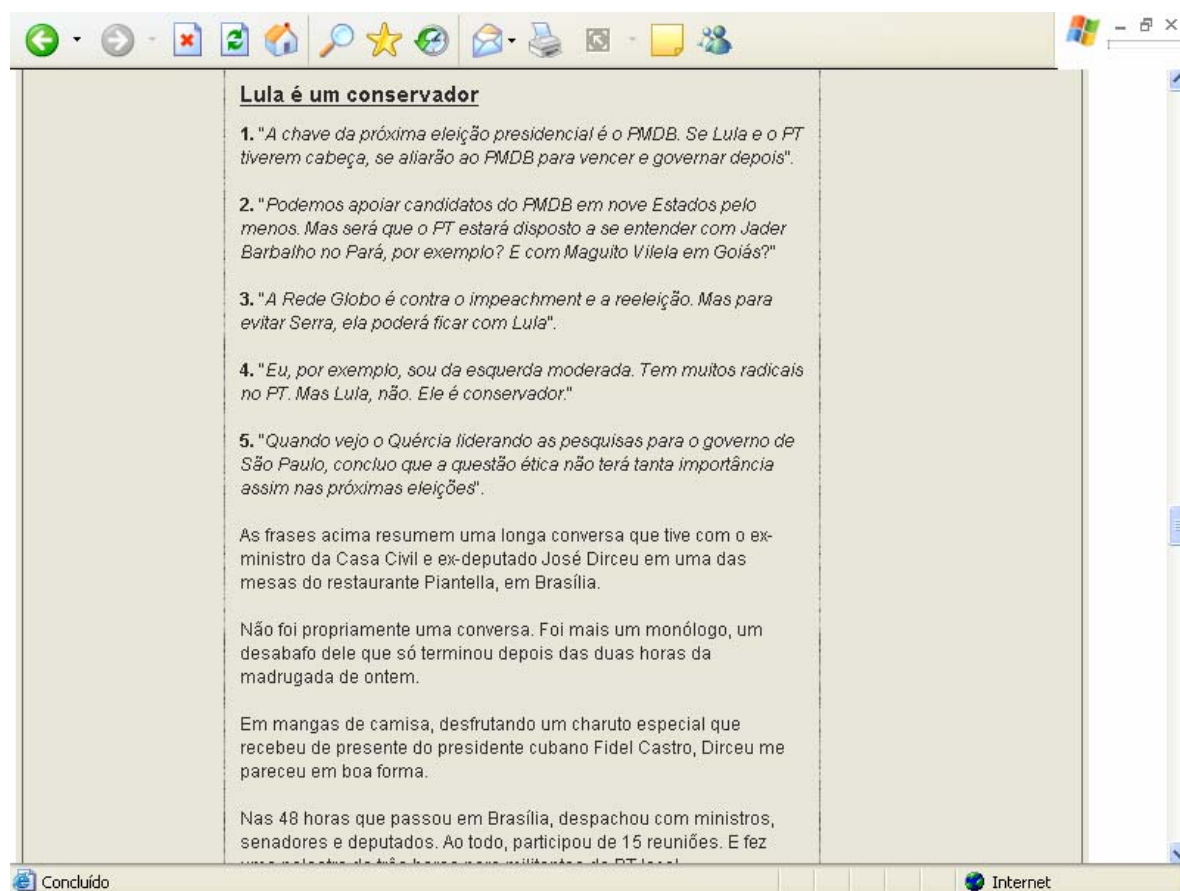 Lula é um conservador
1. "A chave da próxima eleição presidencial é o PMDB. Se Lula e o PT
tiverem cabeça, se aliarão ao PMDB para vencer e governar depois".
2. "Podemos apoiar candidatos do PMDB em nove Estados pelo
menos. Mas será que o PT estará disposto a se entender com Jader
Barbalho no Pará, por exemplo? E com Maguito Vilela em Goiás?"
3. "A Rede Globo é contra o impeachment e a reeleição. Mas para
evitar Serra, ela poderá ficar com Lula".
4. "Eu, por exemplo, sou da esquerda moderada. Tem muitos radicais
no PT. Mas Lula, não. Ele é conservador."
5. "Quando vejo o Quércia liderando as pesquisas para o governo de
São Paulo, concluo que a questão ética não terá tanta importância
assim nas próximas eleições".
As frases acima resumem uma longa conversa que tive com o ex-
ministro da Casa Civil e ex-deputado José Dirceu em uma das
mesas do restaurante Piantella, em Brasília.
Não foi propriamente uma conversa. Foi mais um monólogo, um
desabafo dele que só terminou depois das duas horas da
madrugada de ontem.
Em mangas de camisa, desfrutando um charuto especial que
recebeu de presente do presidente cubano Fidel Castro, Dirceu me
pareceu em boa forma.
Nas 48 horas que passou em Brasília, despachou com ministros,
senadores e deputados. Ao todo, participou de 15 reuniões. E fez
Concluído
Internet